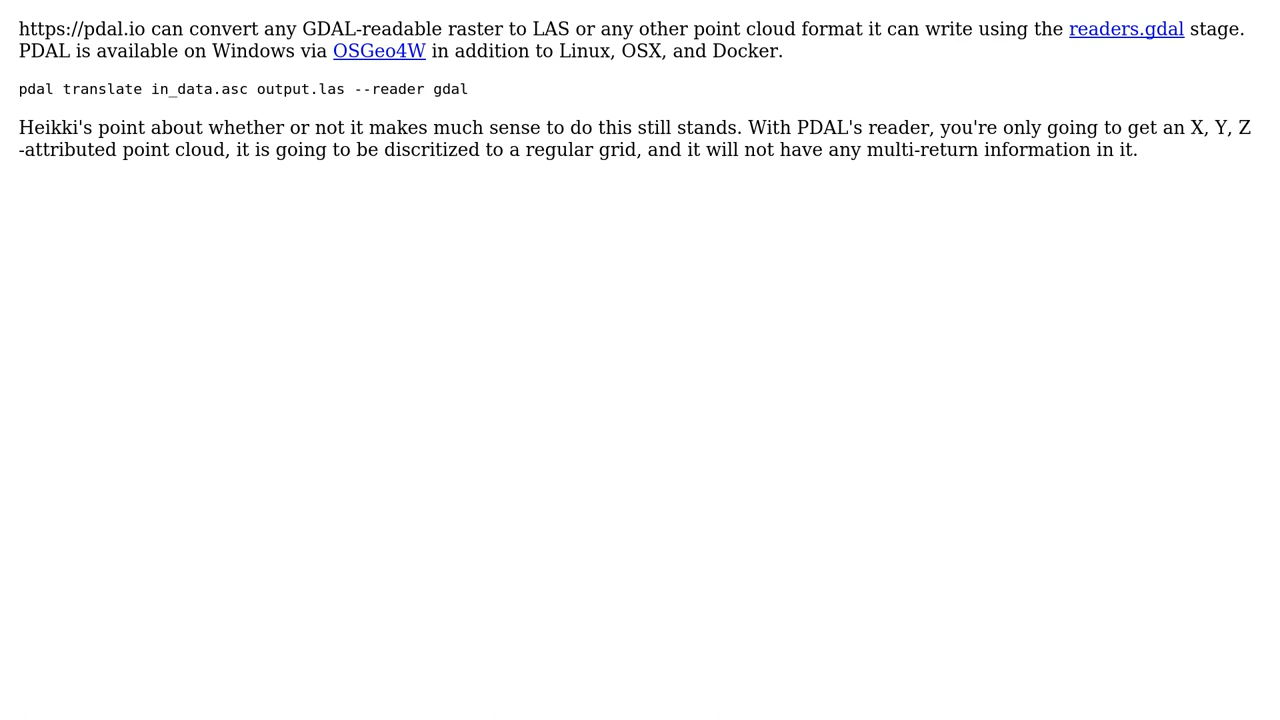 https://pdal.io can convert any GDAL-readable raster to LAS or any other point cloud format it can write using the readers.gdal stage.
PDAL is available on Windows via OSGeo4W in addition to Linux, OSX, and Docker.
pdal translate in_data.asc output.las --reader gdal
Heikki's point about whether or not it makes much sense to do this still stands. With PDAL's reader, you're only going to get an X, Y, Z
-attributed point cloud, it is going to be discritized to a regular grid, and it will not have any multi-return information in it.